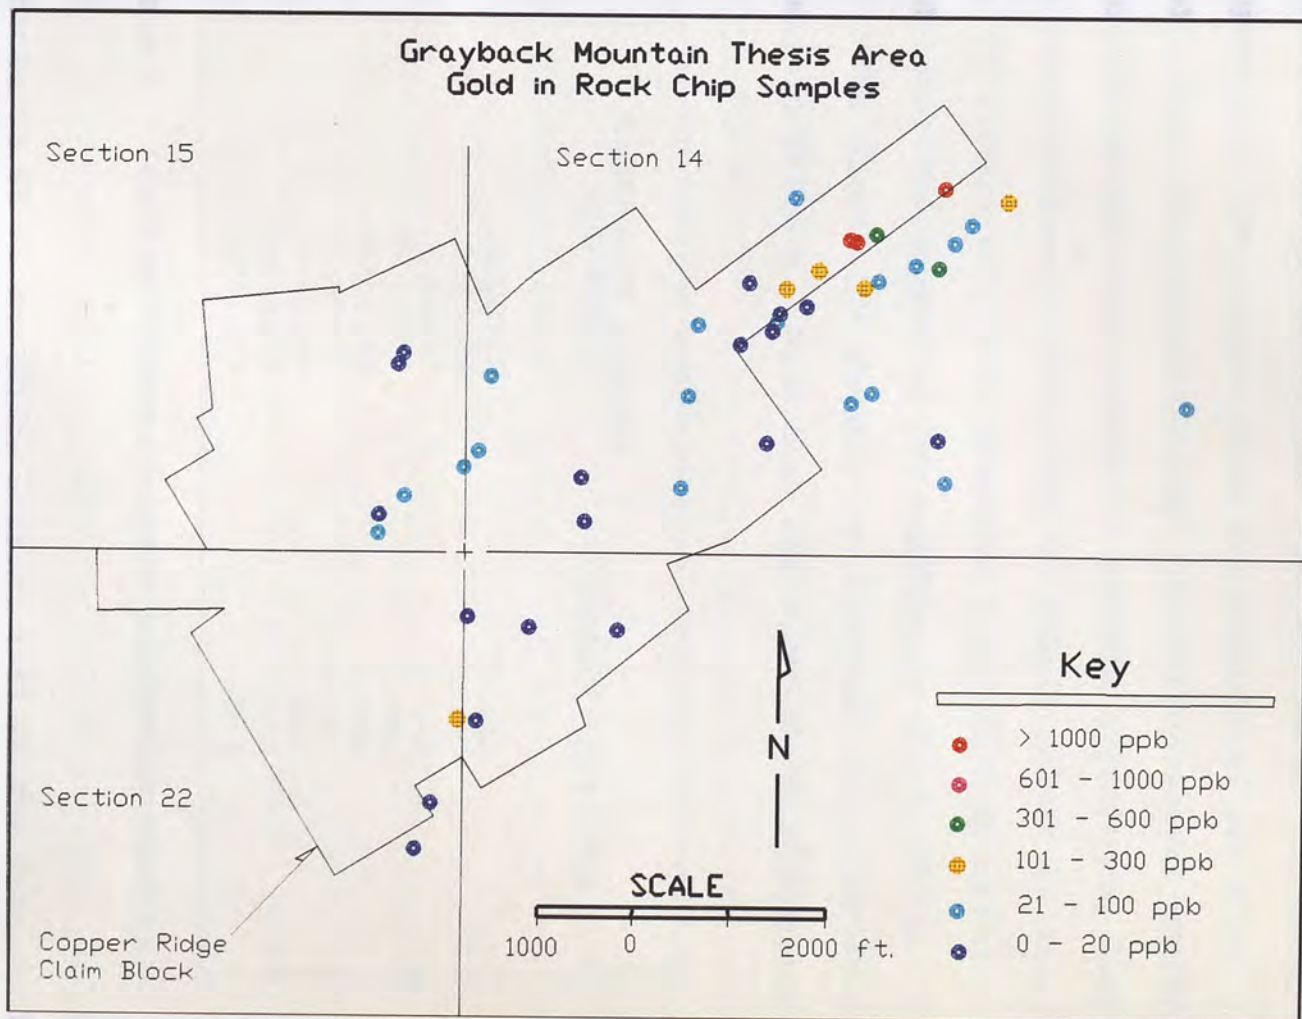 Grayback Mountain Thesis Area
Gold in Rock Chip Samples
Section 15
Section 14
Section 22
Copper Ridge
Claim Block
N
SCALE
1000 0 2000 ft.
Key
> 1000 ppb
601 - 1000 ppb
301 - 600 ppb
101 - 300 ppb
21 - 100 ppb
0 - 20 ppb